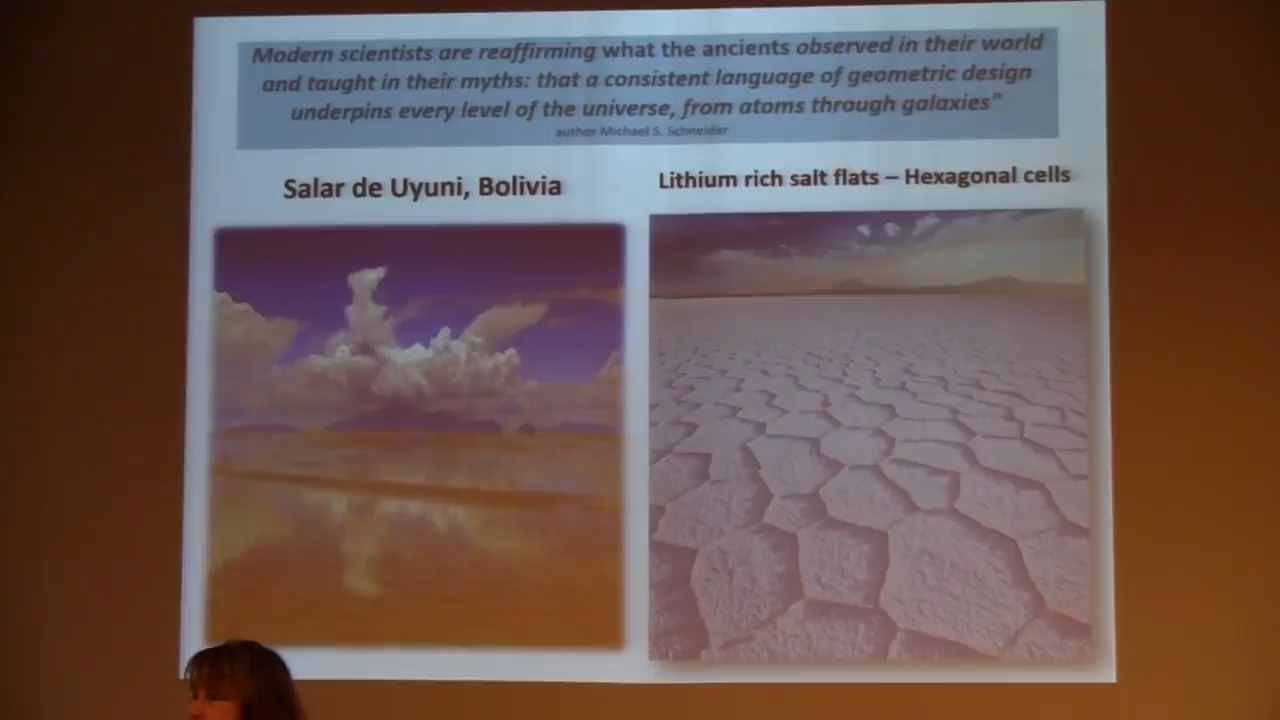 Modern scientists are reaffirming what the ancients observed in their world
and taught in their myths: that a consistent language of geometric design
underpins every level of the universe, from atoms through galaxies"
author Michael S. Schneider
Salar de Uyuni, Bolivia
Lithium rich salt flats – Hexagonal cells